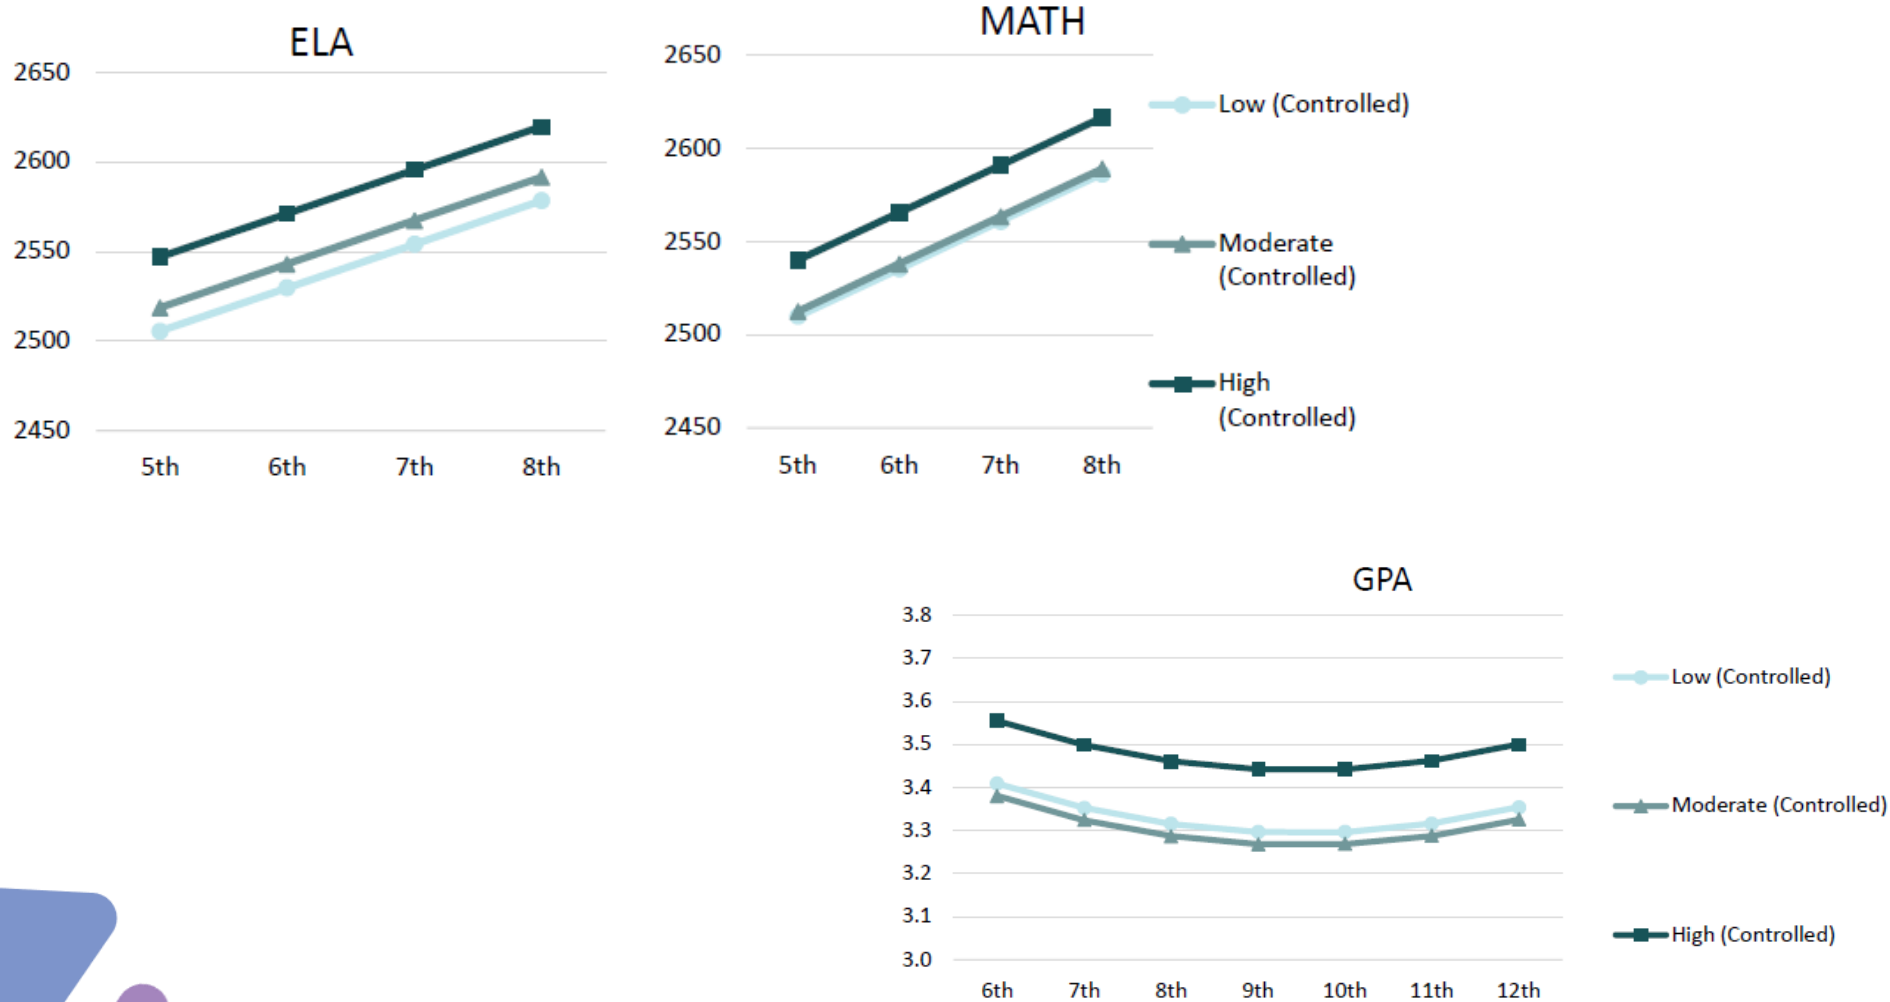 ELA
2650
2600
2550
2500
2450
5th 6th 7th 8th
MATH
2650
2600
2550
2500
2450
5th 6th 7th 8th
Low (Controlled)
Moderate
(Controlled)
High
(Controlled)
GPA
3.8
3.7
3.6
3.5
3.4
3.3
3.2
3.1
3.0
6th 7th 8th 9th 10th 11th 12th
Low (Controlled)
Moderate (Controlled)
High (Controlled)